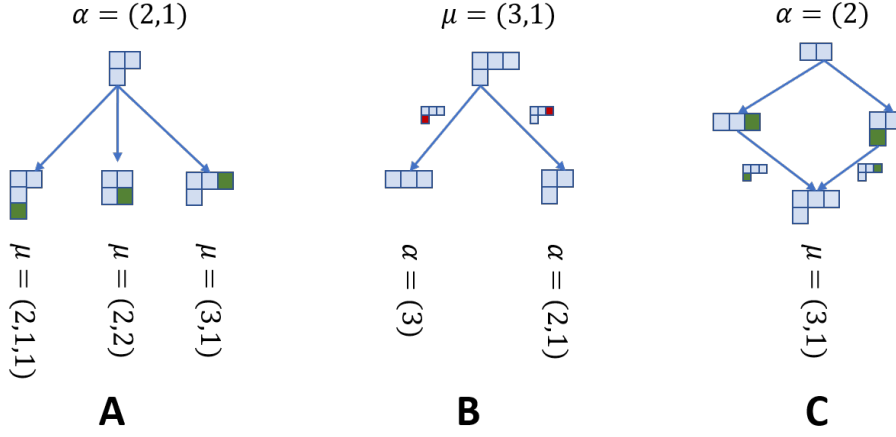 α = (2,1)
μ = (2,1,1)
μ = (2,2)
μ = (3,1)
A
μ = (3,1)
α = (3)
α = (2,1)
B
α = (2)
μ = (3,1)
C